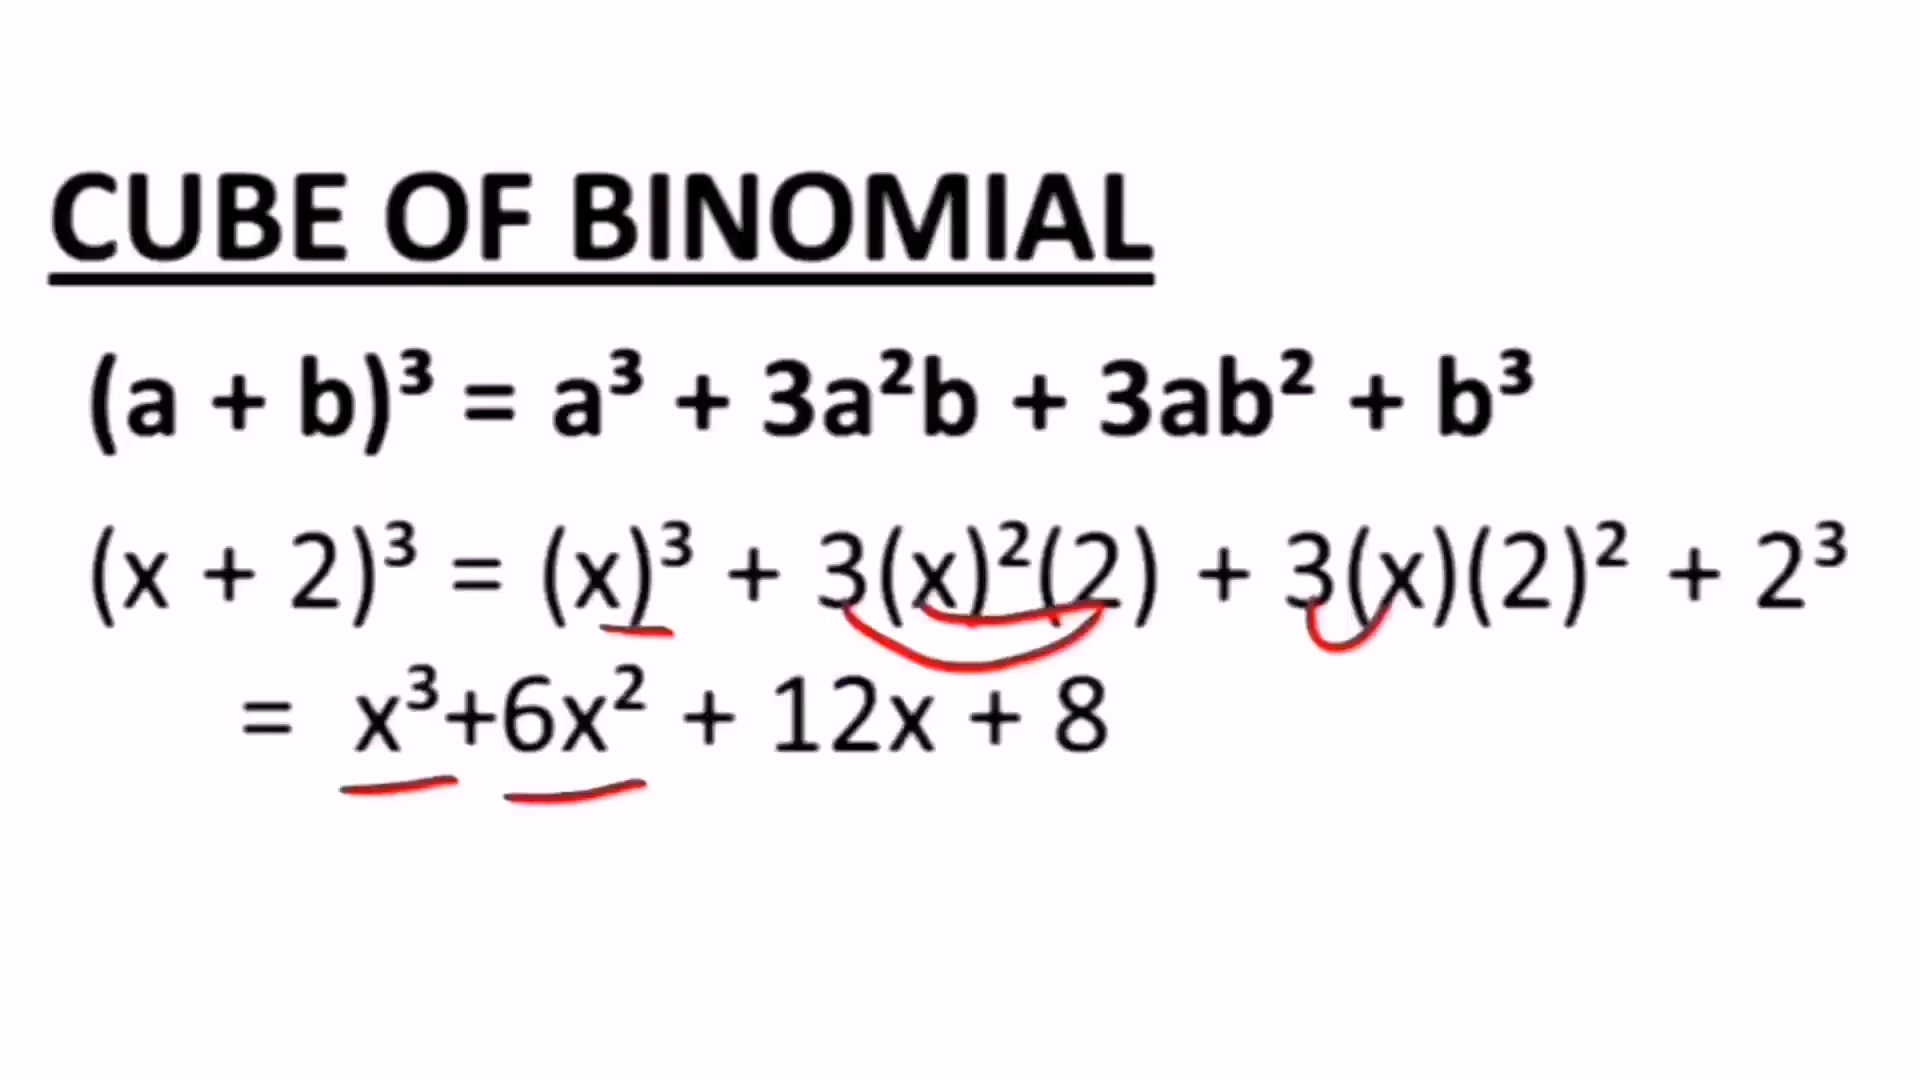 CUBE OF BINOMIAL
(a + b)³ = a³ + 3a²b + 3ab² + b³
(x + 2)³ = (x)³ + 3(x)²(2) + 3(x)(2)² + 2³
= x³+6x² + 12x + 8